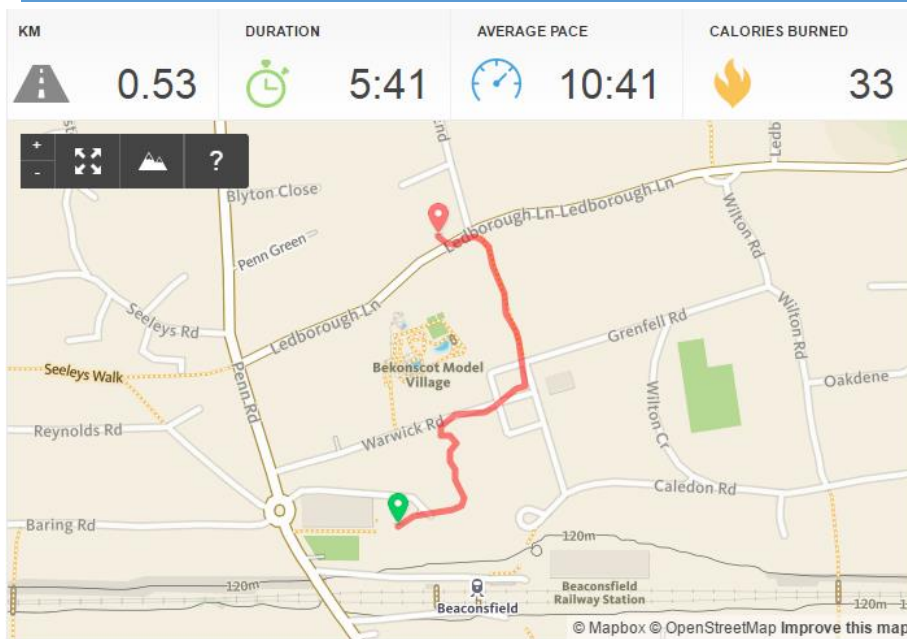 KM
DURATION
AVERAGE PACE
CALORIES BURNED
0.53
5:41
10:41
33
+
-
?
End
Ledb
Blyton Close
Ledborough Ln
Ledborough Ln
Wilton Rd
Penn Green
Seeleys Rd
Ledborough Ln
Grenfell Rd
Wilton Rd
Seeleys Walk
Penn Rd
Bekonscot Model
Village
Oakdene
Wilton Cr
Reynolds Rd
Warwick Rd
Caledon Rd
Baring Rd
120m
120m
Beaconsfield
Railway Station
Beaconsfield
120m
© Mapbox © OpenStreetMap Improve this map